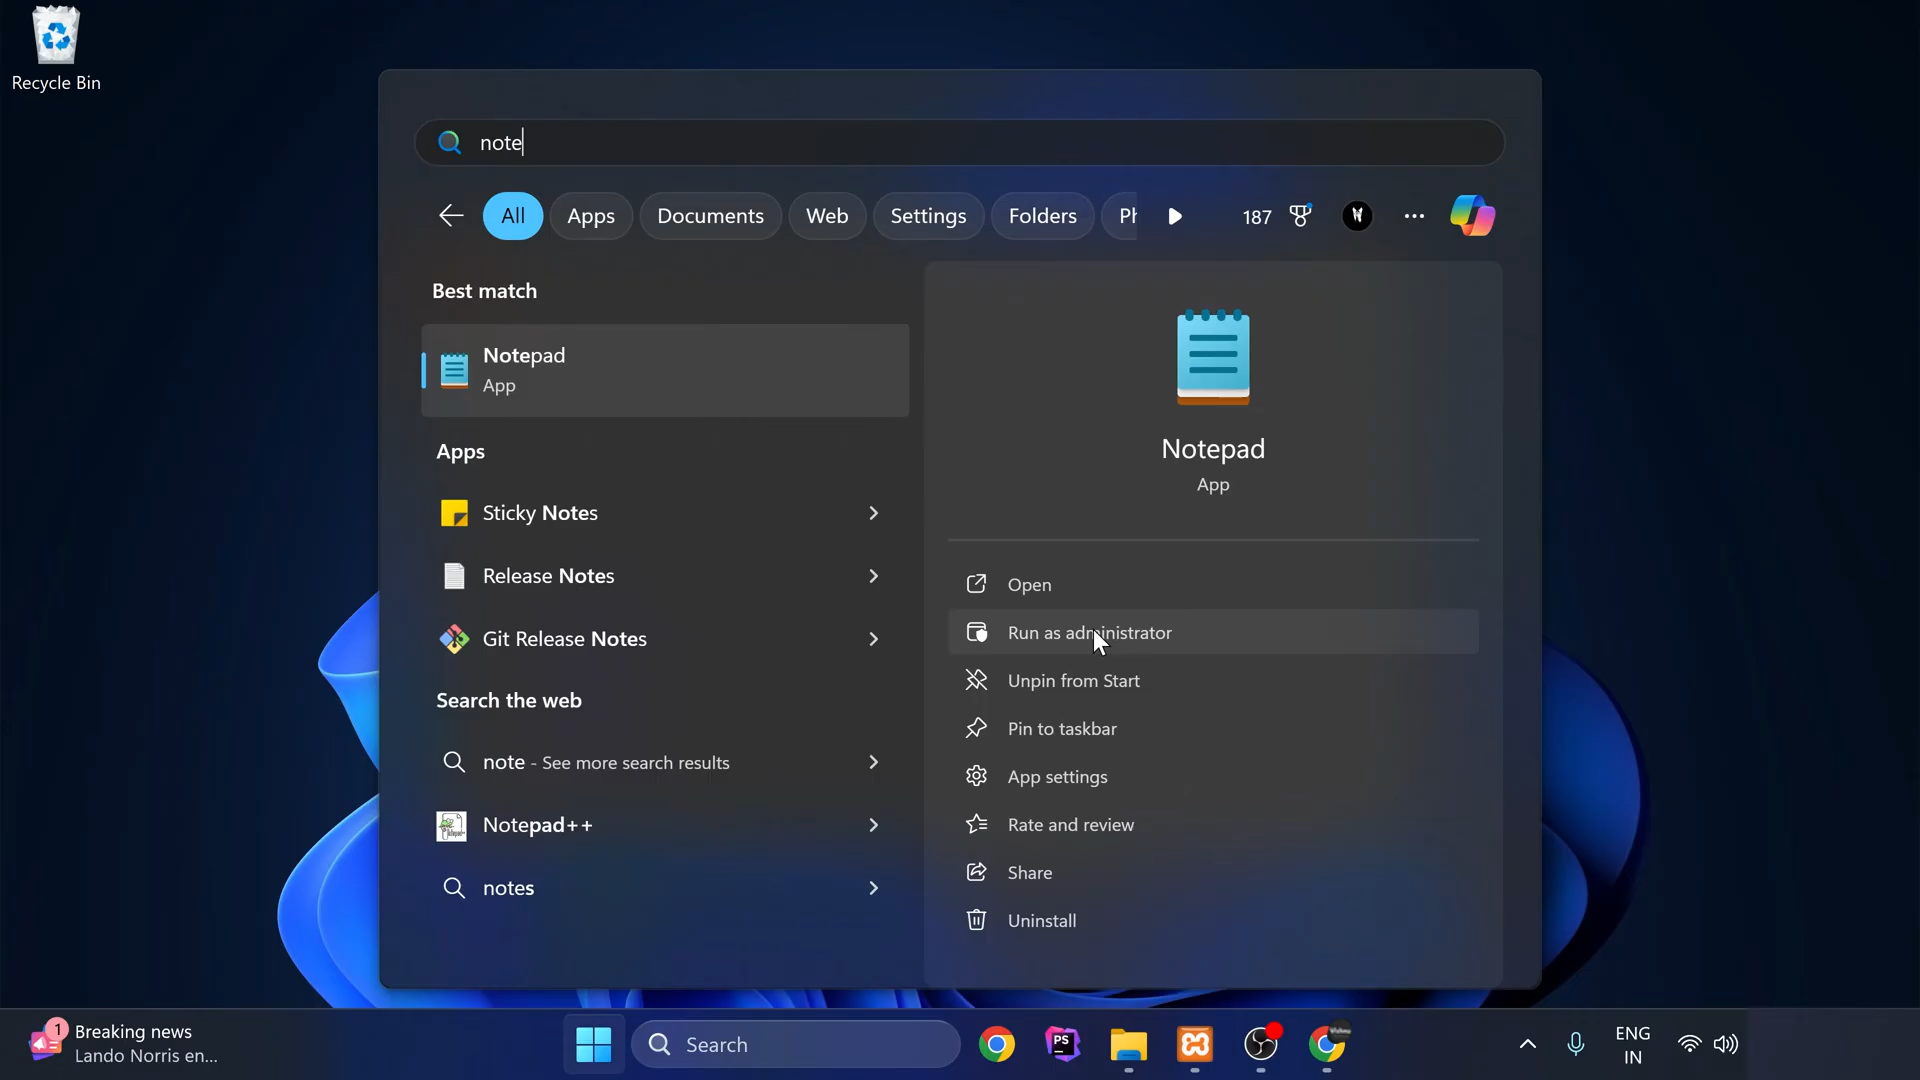 Recycle Bin
note
All
Apps
Documents
Web
Settings
Folders
187
Best match
Notepad
App
Apps
Sticky Notes
Release Notes
Git Release Notes
Search the web
note - See more search results
Notepad++
notes
Notepad
App
Open
Run as administrator
Unpin from Start
Pin to taskbar
App settings
Rate and review
Share
Uninstall
1
Breaking news
Lando Norris en...
Search
PS
ENG
IN